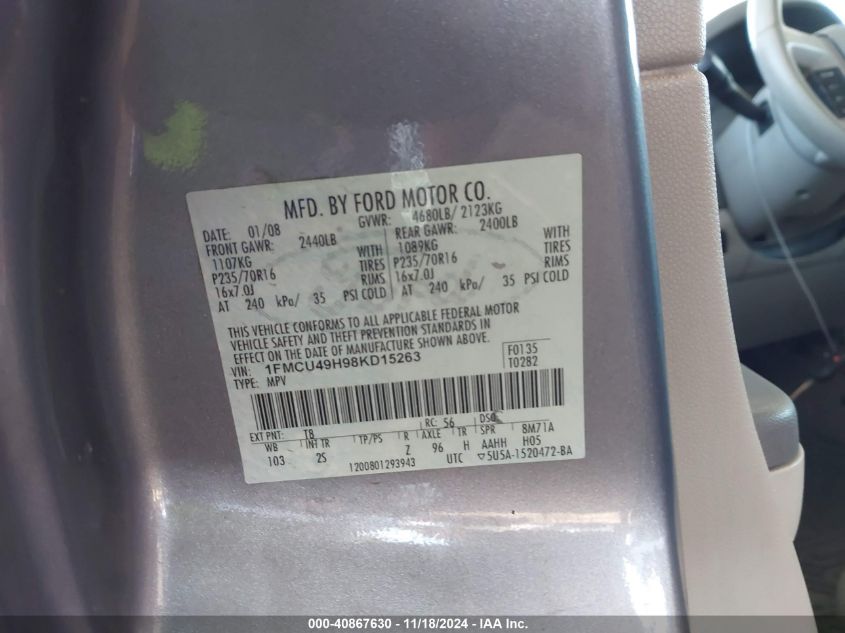 MFD. BY FORD MOTOR CO.
DATE: 01/08 GVWR: 4680LB/ 2123KG
FRONT GAWR: 2440LB REAR GAWR: 2400LB
1107KG WITH 1089KG WITH
P235/70R16 TIRES P235/70R16 TIRES
16x7.0J RIMS 16x7.0J RIMS
AT 240 kPa/ 35 PSI COLD AT 240 kPa/ 35 PSI COLD
THIS VEHICLE CONFORMS TO ALL APPLICABLE FEDERAL MOTOR
VEHICLE SAFETY AND THEFT PREVENTION STANDARDS IN
EFFECT ON THE DATE OF MANUFACTURE SHOWN ABOVE.
VIN: 1FMCU49H98KD15263 F0135
TYPE: MPV T0282
EXT PNT: T8 RC: 56 DSO:
WB INT TR TP/PS R AXLE TR SPR 8M71A
103 2S Z 96 H AAHH H05
1200801293943 UTC ▽5USA-1520472-BA
000-40867630 - 11/18/2024 - IAA Inc.